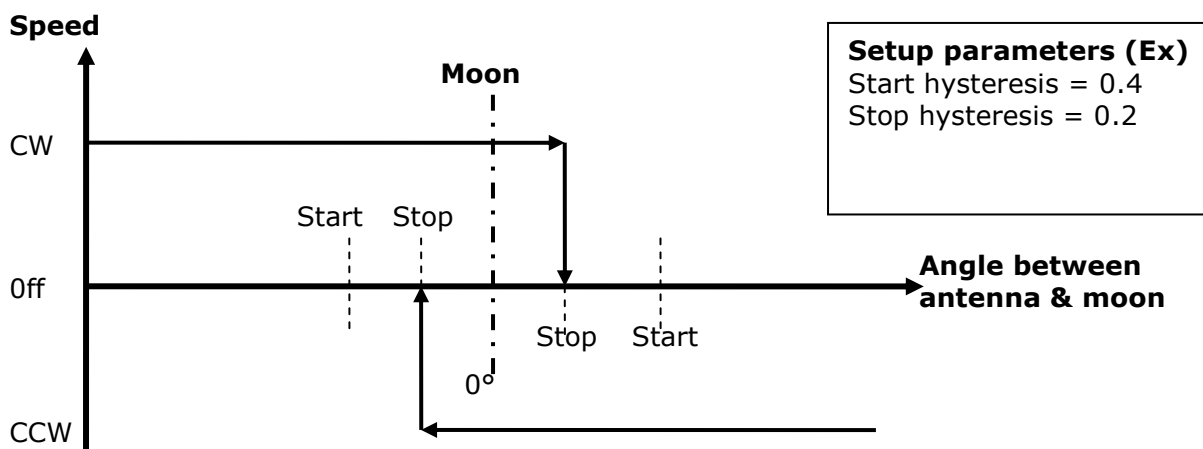 Speed
Setup parameters (Ex)
Start hysteresis = 0.4
Stop hysteresis = 0.2
Moon
CW
Start Stop
0ff
Angle between
antenna & moon
Stop Start
0°
CCW